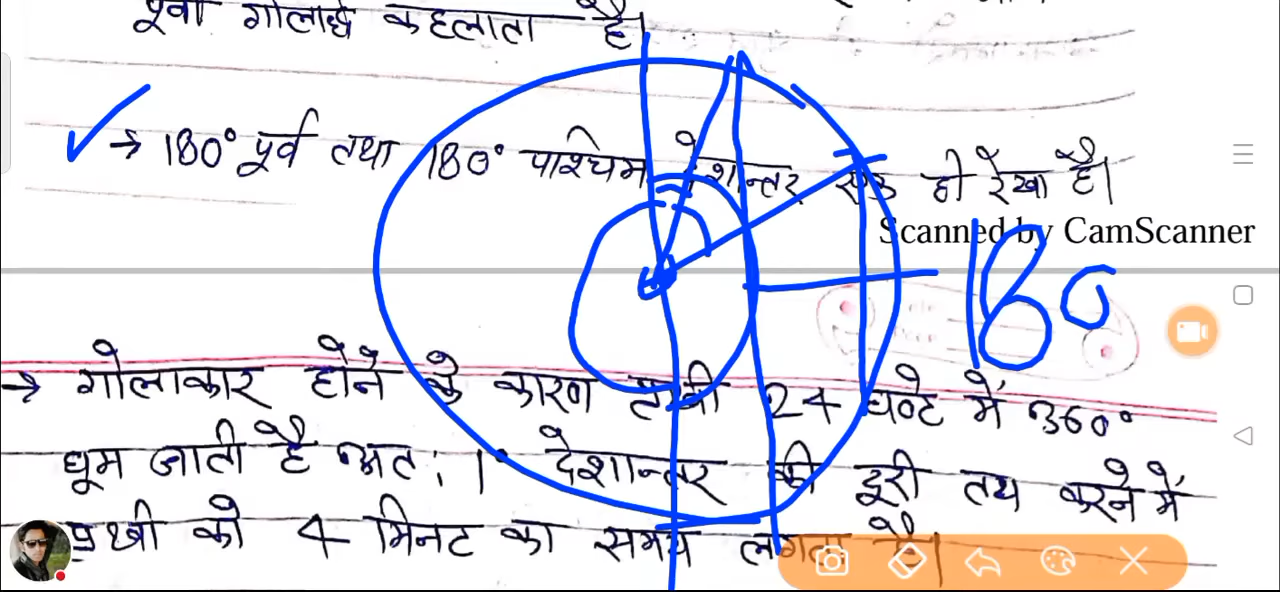 पूर्वी गोलार्द्ध कहलाता है।
→ 180° पूर्व तथा 180° पश्चिम देशान्तर एक ही रेखा है।
Scanned by CamScanner
180
→ गोलाकार होने के कारण पृथ्वी 24 घण्टे में 360°
घूम जाती है अत: 1° देशान्तर की दूरी तय करने में
पृथ्वी को 4 मिनट का समय लगता है।